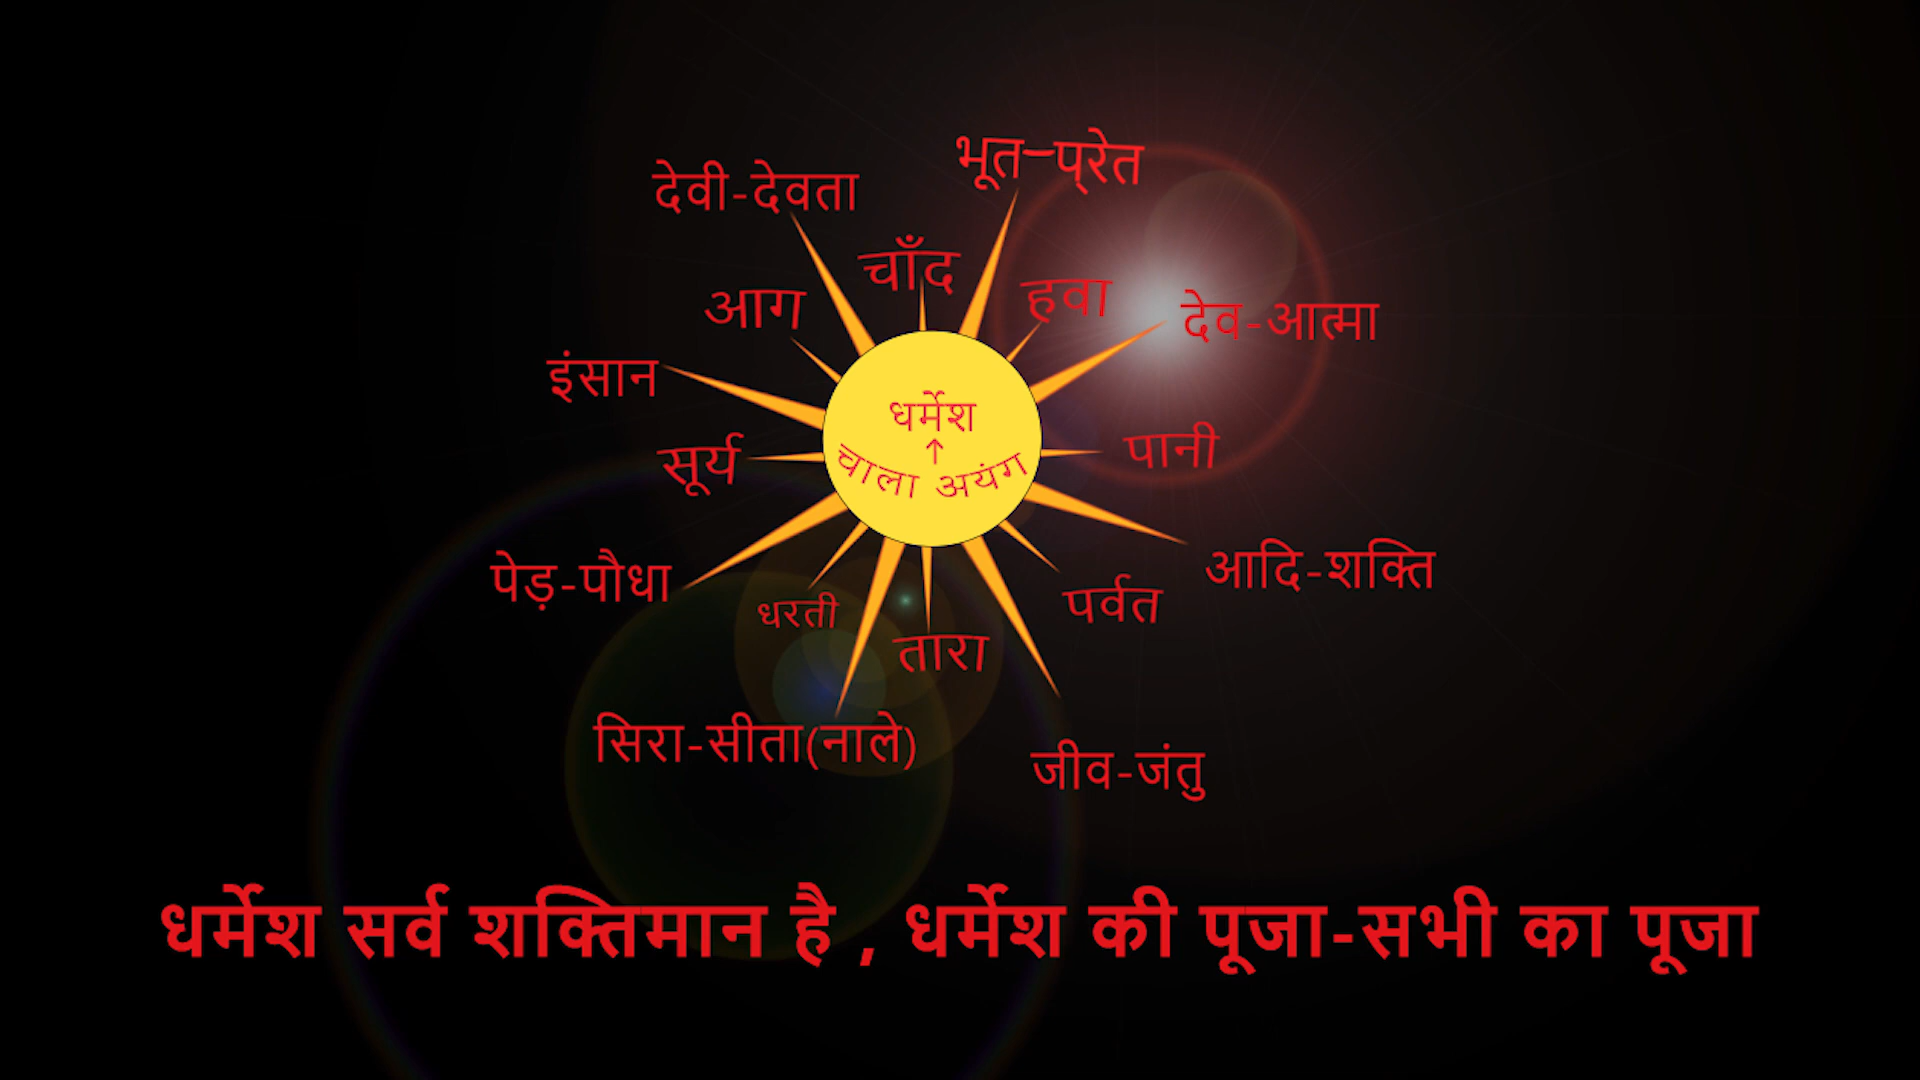 भूत-प्रेत
देवी-देवता
चाँद
हवा
आग
देव-आत्मा
इंसान
धर्मेश
↑
चाला अयंग
सूर्य
पानी
पेड़-पौधा
आदि-शक्ति
धरती
पर्वत
तारा
सिरा-सीता(नाले)
जीव-जंतु
धर्मेश सर्व शक्तिमान है , धर्मेश की पूजा-सभी का पूजा